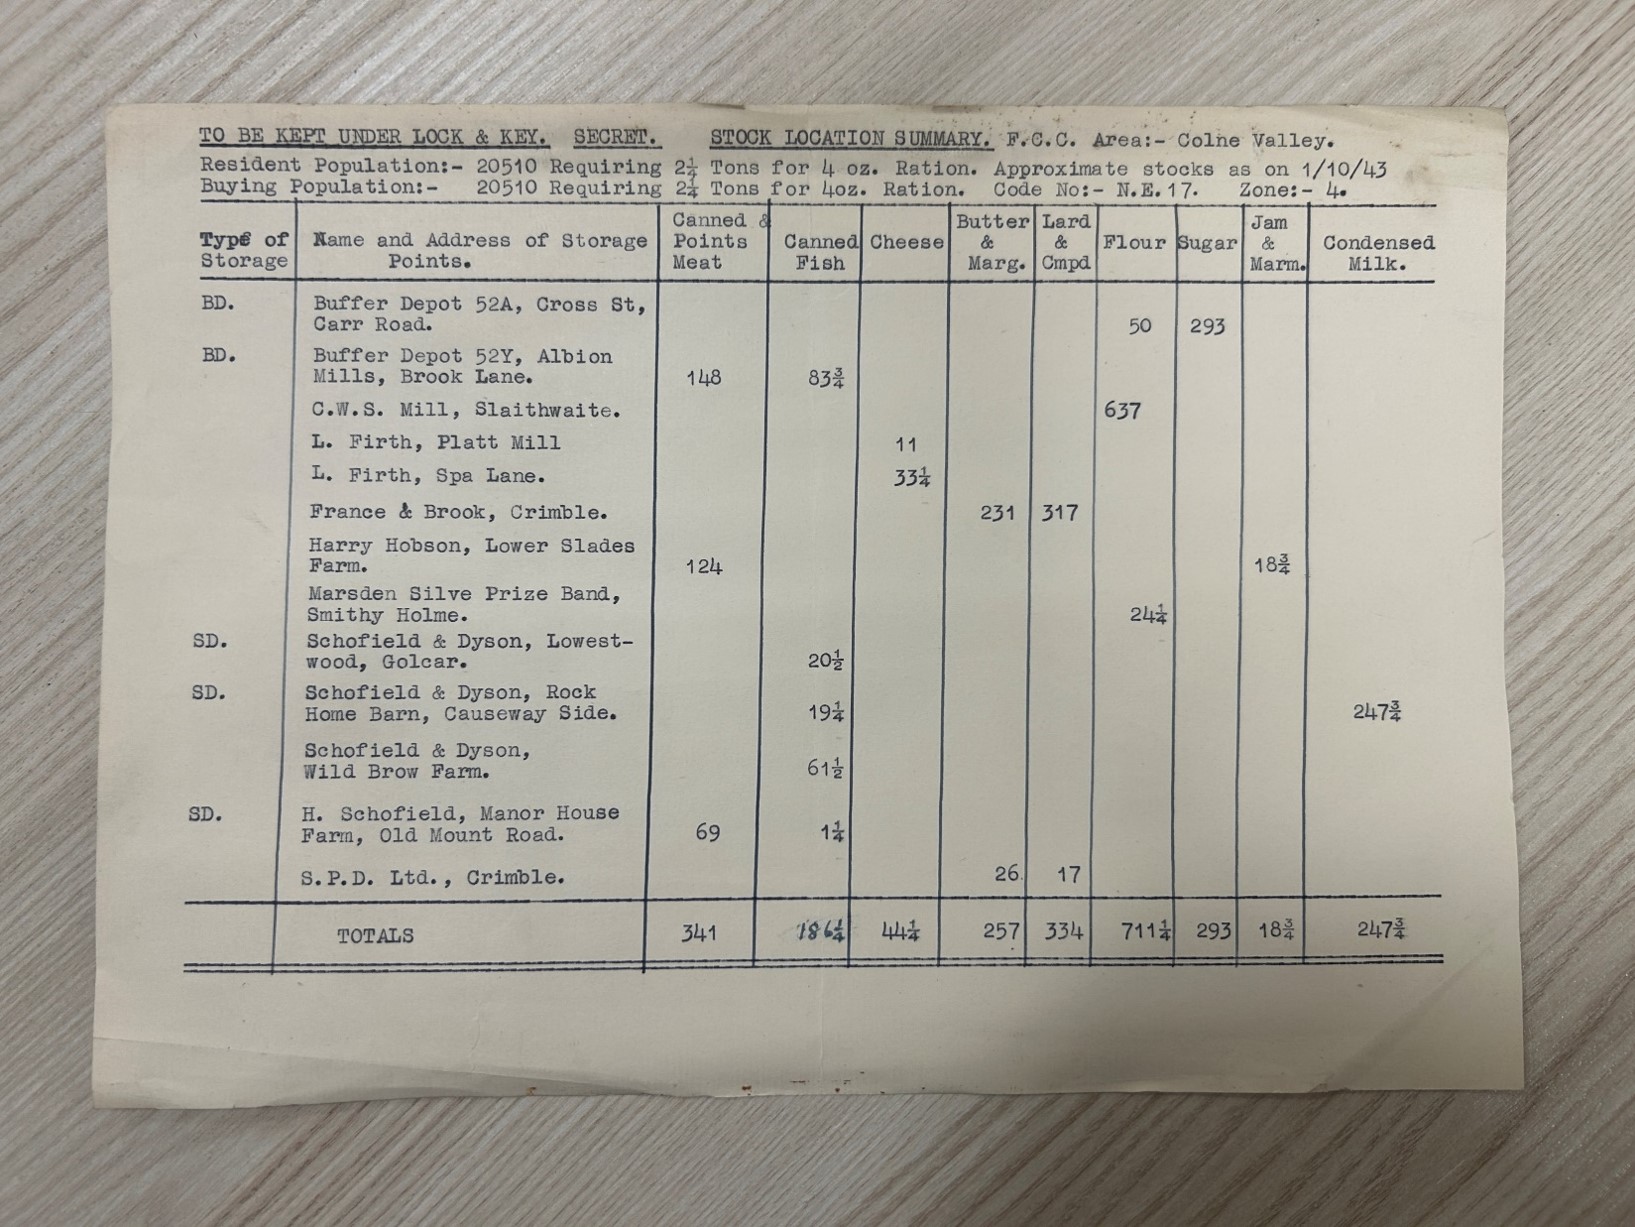 TO BE KEPT UNDER LOCK & KEY. SECRET. STOCK LOCATION SUMMARY. F.C.C. Area:- Colne Valley.
Resident Population:- 20510 Requiring 2¼ Tons for 4 oz. Ration. Approximate stocks as on 1/10/43
Buying Population:- 20510 Requiring 2¼ Tons for 4oz. Ration. Code No:- N.E.17. Zone:- 4.
Type of Storage
Name and Address of Storage Points.
Canned & Points Meat
Canned Fish
Cheese
Butter & Marg.
Lard & Cmpd
Flour
Sugar
Jam & Marm.
Condensed Milk.
BD. Buffer Depot 52A, Cross St,
Carr Road. 50 293
BD. Buffer Depot 52Y, Albion
Mills, Brook Lane. 148 83¾
C.W.S. Mill, Slaithwaite. 637
L. Firth, Platt Mill 11
L. Firth, Spa Lane. 33¼
France & Brook, Crimble. 231 317
Harry Hobson, Lower Slades
Farm. 124 18¾
Marsden Silve Prize Band,
Smithy Holme. 24¼
SD. Schofield & Dyson, Lowest-
wood, Golcar. 20½
SD. Schofield & Dyson, Rock
Home Barn, Causeway Side. 19¼ 247¾
Schofield & Dyson,
Wild Brow Farm. 61½
SD. H. Schofield, Manor House
Farm, Old Mount Road. 69 1¼
S.P.D. Ltd., Crimble. 26 17
TOTALS 341 186¼ 44¼ 257 334 711¼ 293 18¾ 247¾